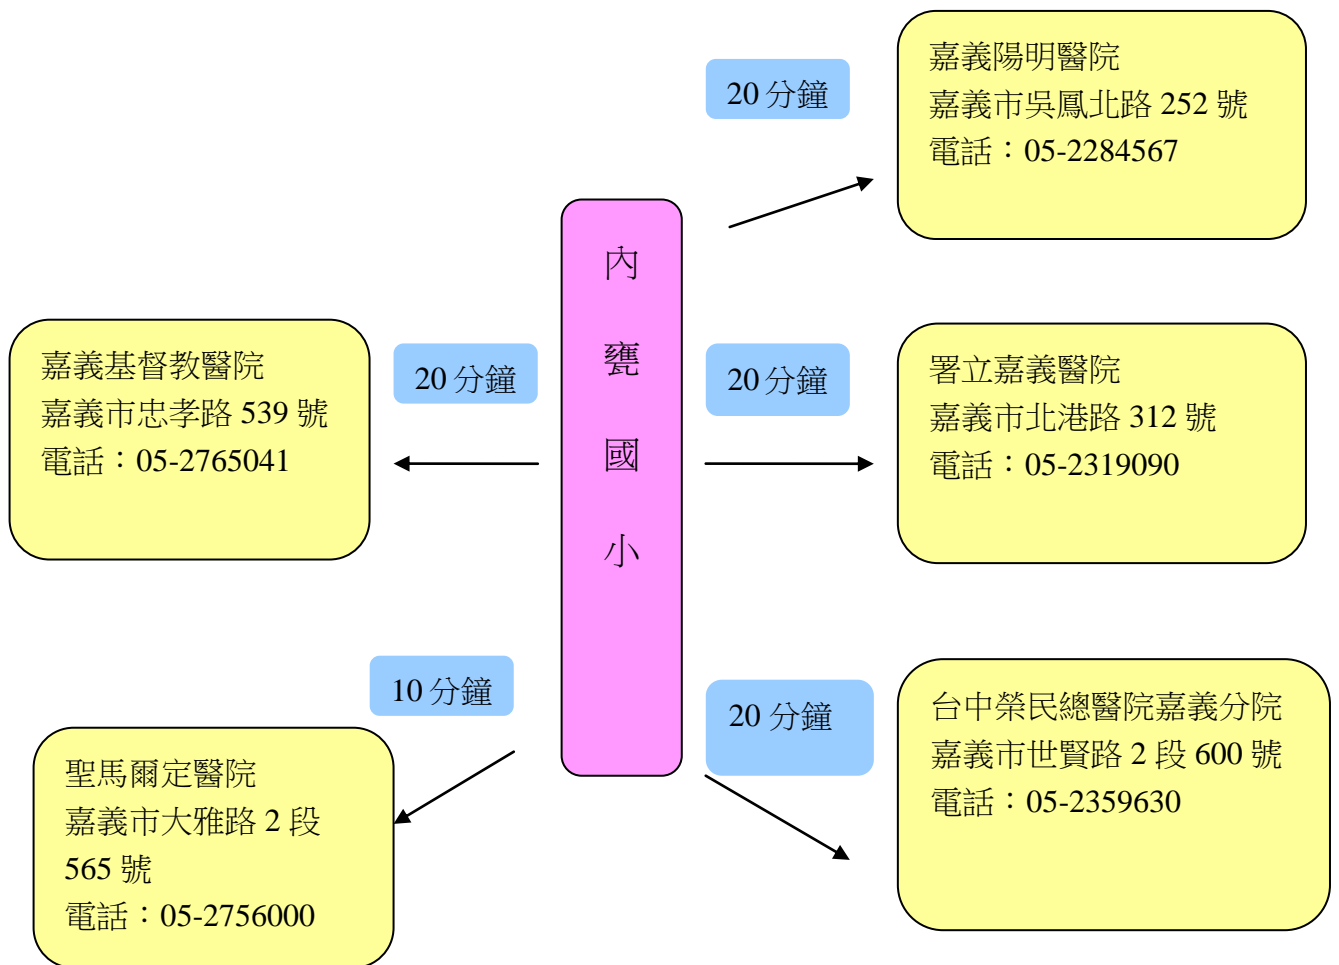 20 分鐘
嘉義陽明醫院
嘉義市吳鳳北路 252 號
電話：05-2284567
內
甕
國
小
嘉義基督教醫院
嘉義市忠孝路 539 號
電話：05-2765041
20 分鐘
20 分鐘
署立嘉義醫院
嘉義市北港路 312 號
電話：05-2319090
10 分鐘
聖馬爾定醫院
嘉義市大雅路 2 段
565 號
電話：05-2756000
20 分鐘
台中榮民總醫院嘉義分院
嘉義市世賢路 2 段 600 號
電話：05-2359630